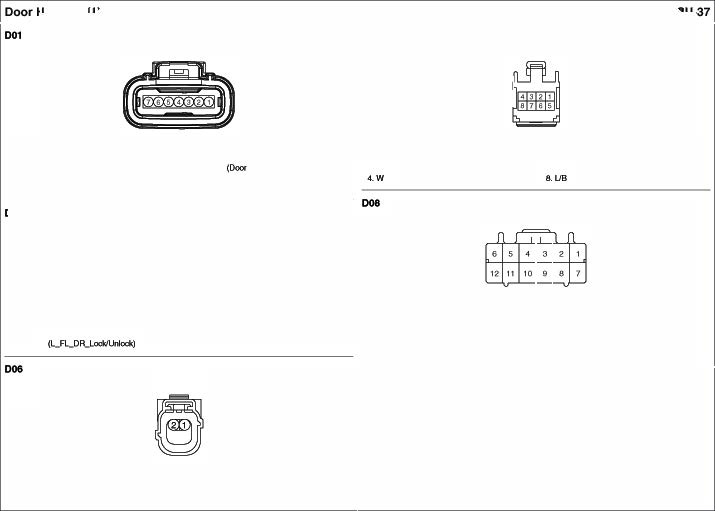 Door
37
D01
7 6 5 4 3 2 1
(Door
4 3 2 1
8 7 6 5
4. W
8. L/B
D08
6 5 4 3 2 1
12 11 10 9 8 7
(L_FL_DR_Lock/Unlock)
D06
2 1